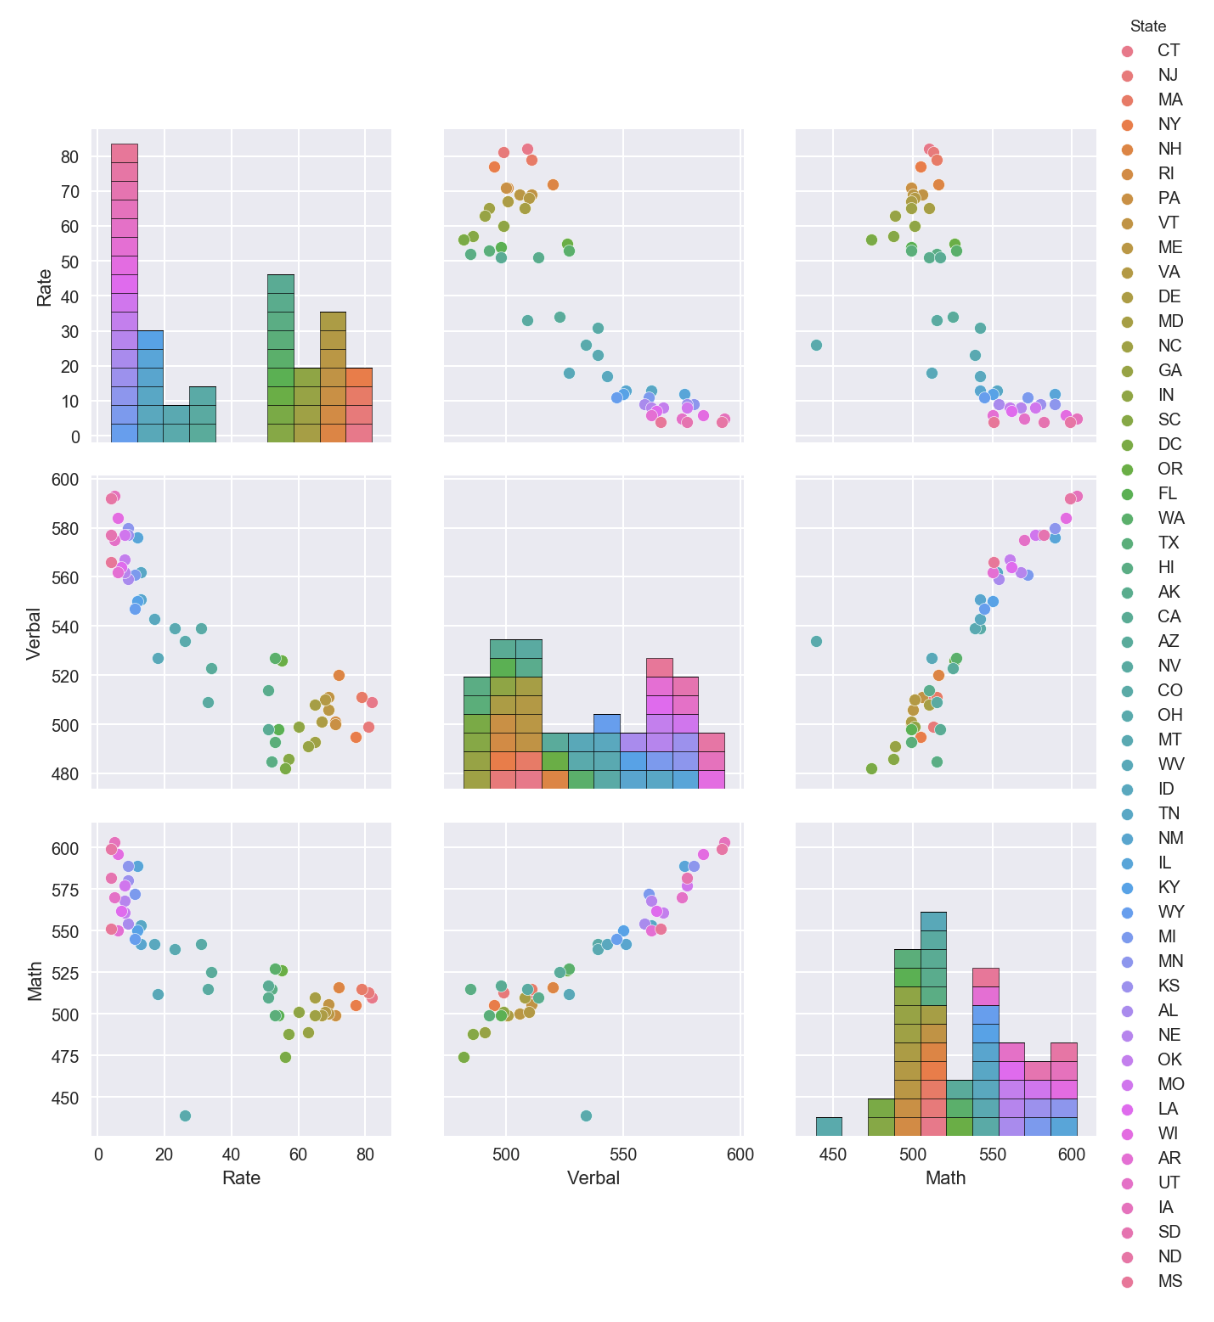 State
CT
NJ
MA
NY
NH
RI
PA
VT
ME
VA
DE
MD
NC
GA
IN
SC
DC
OR
FL
WA
TX
HI
AK
CA
AZ
NV
CO
OH
MT
WV
ID
TN
NM
IL
KY
WY
MI
MN
KS
AL
NE
OK
MO
LA
WI
AR
UT
IA
SD
ND
MS
Rate
80
70
60
50
40
30
20
10
0
Verbal
600
580
560
540
520
500
480
Math
600
575
550
525
500
475
450
0 20 40 60 80
Rate
500 550 600
Verbal
450 500 550 600
Math